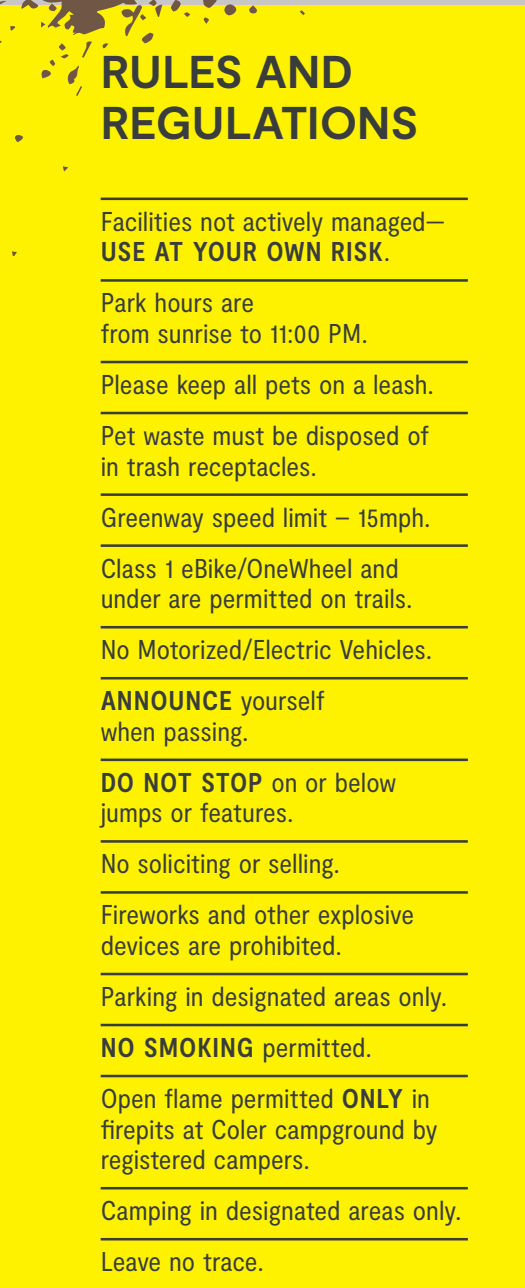 RULES AND
REGULATIONS
Facilities not actively managed—
USE AT YOUR OWN RISK.
Park hours are
from sunrise to 11:00 PM.
Please keep all pets on a leash.
Pet waste must be disposed of
in trash receptacles.
Greenway speed limit – 15mph.
Class 1 eBike/OneWheel and
under are permitted on trails.
No Motorized/Electric Vehicles.
ANNOUNCE yourself
when passing.
DO NOT STOP on or below
jumps or features.
No soliciting or selling.
Fireworks and other explosive
devices are prohibited.
Parking in designated areas only.
NO SMOKING permitted.
Open flame permitted ONLY in
firepits at Coler campground by
registered campers.
Camping in designated areas only.
Leave no trace.